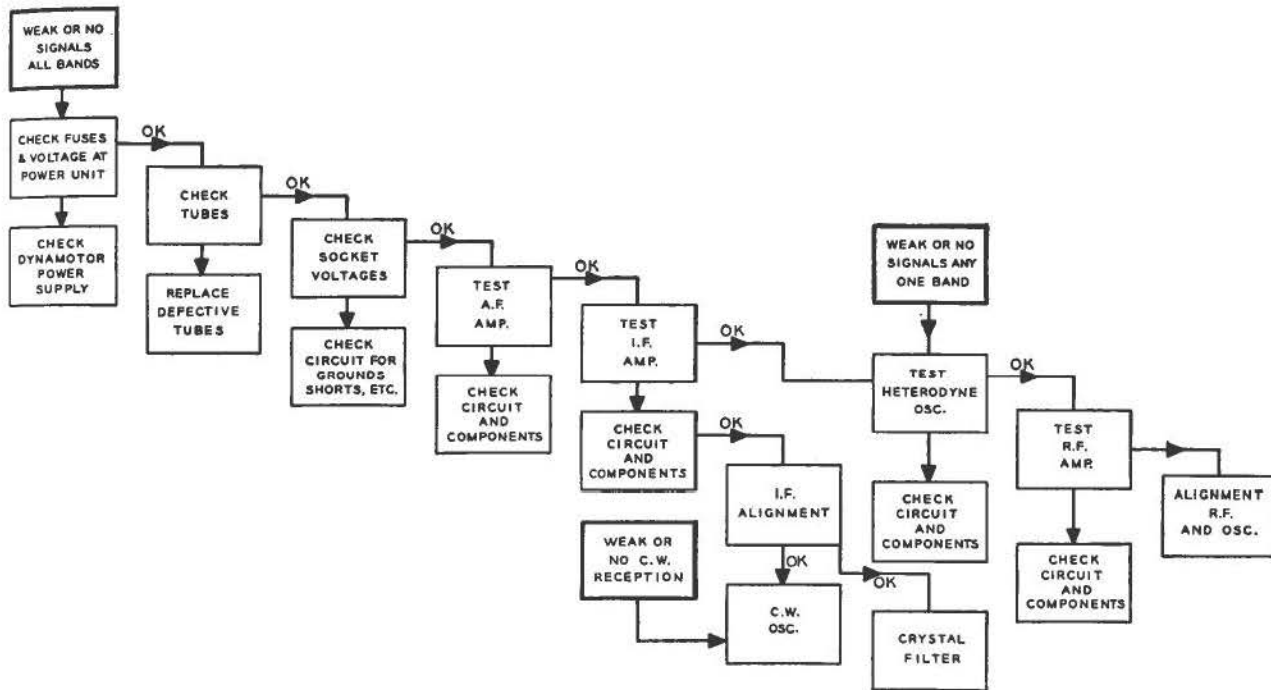 WEAK OR NO
SIGNALS
ALL BANDS
CHECK FUSES
& VOLTAGE AT
POWER UNIT
OK
CHECK
DYNAMOTOR
POWER
SUPPLY
CHECK
TUBES
OK
REPLACE
DEFECTIVE
TUBES
CHECK
SOCKET
VOLTAGES
OK
CHECK
CIRCUIT FOR
GROUNDS
SHORTS, ETC.
TEST
A.F.
AMP.
OK
CHECK
CIRCUIT
AND
COMPONENTS
TEST
I.F.
AMP.
OK
CHECK
CIRCUIT
AND
COMPONENTS
OK
I.F.
ALIGNMENT
OK
OK
WEAK OR
NO C.W.
RECEPTION
C.W.
OSC.
CRYSTAL
FILTER
WEAK OR NO
SIGNALS ANY
ONE BAND
TEST
HETERODYNE
OSC.
OK
CHECK
CIRCUIT
AND
COMPONENTS
TEST
R.F.
AMP.
CHECK
CIRCUIT
AND
COMPONENTS
ALIGNMENT
R.F.
AND OSC.